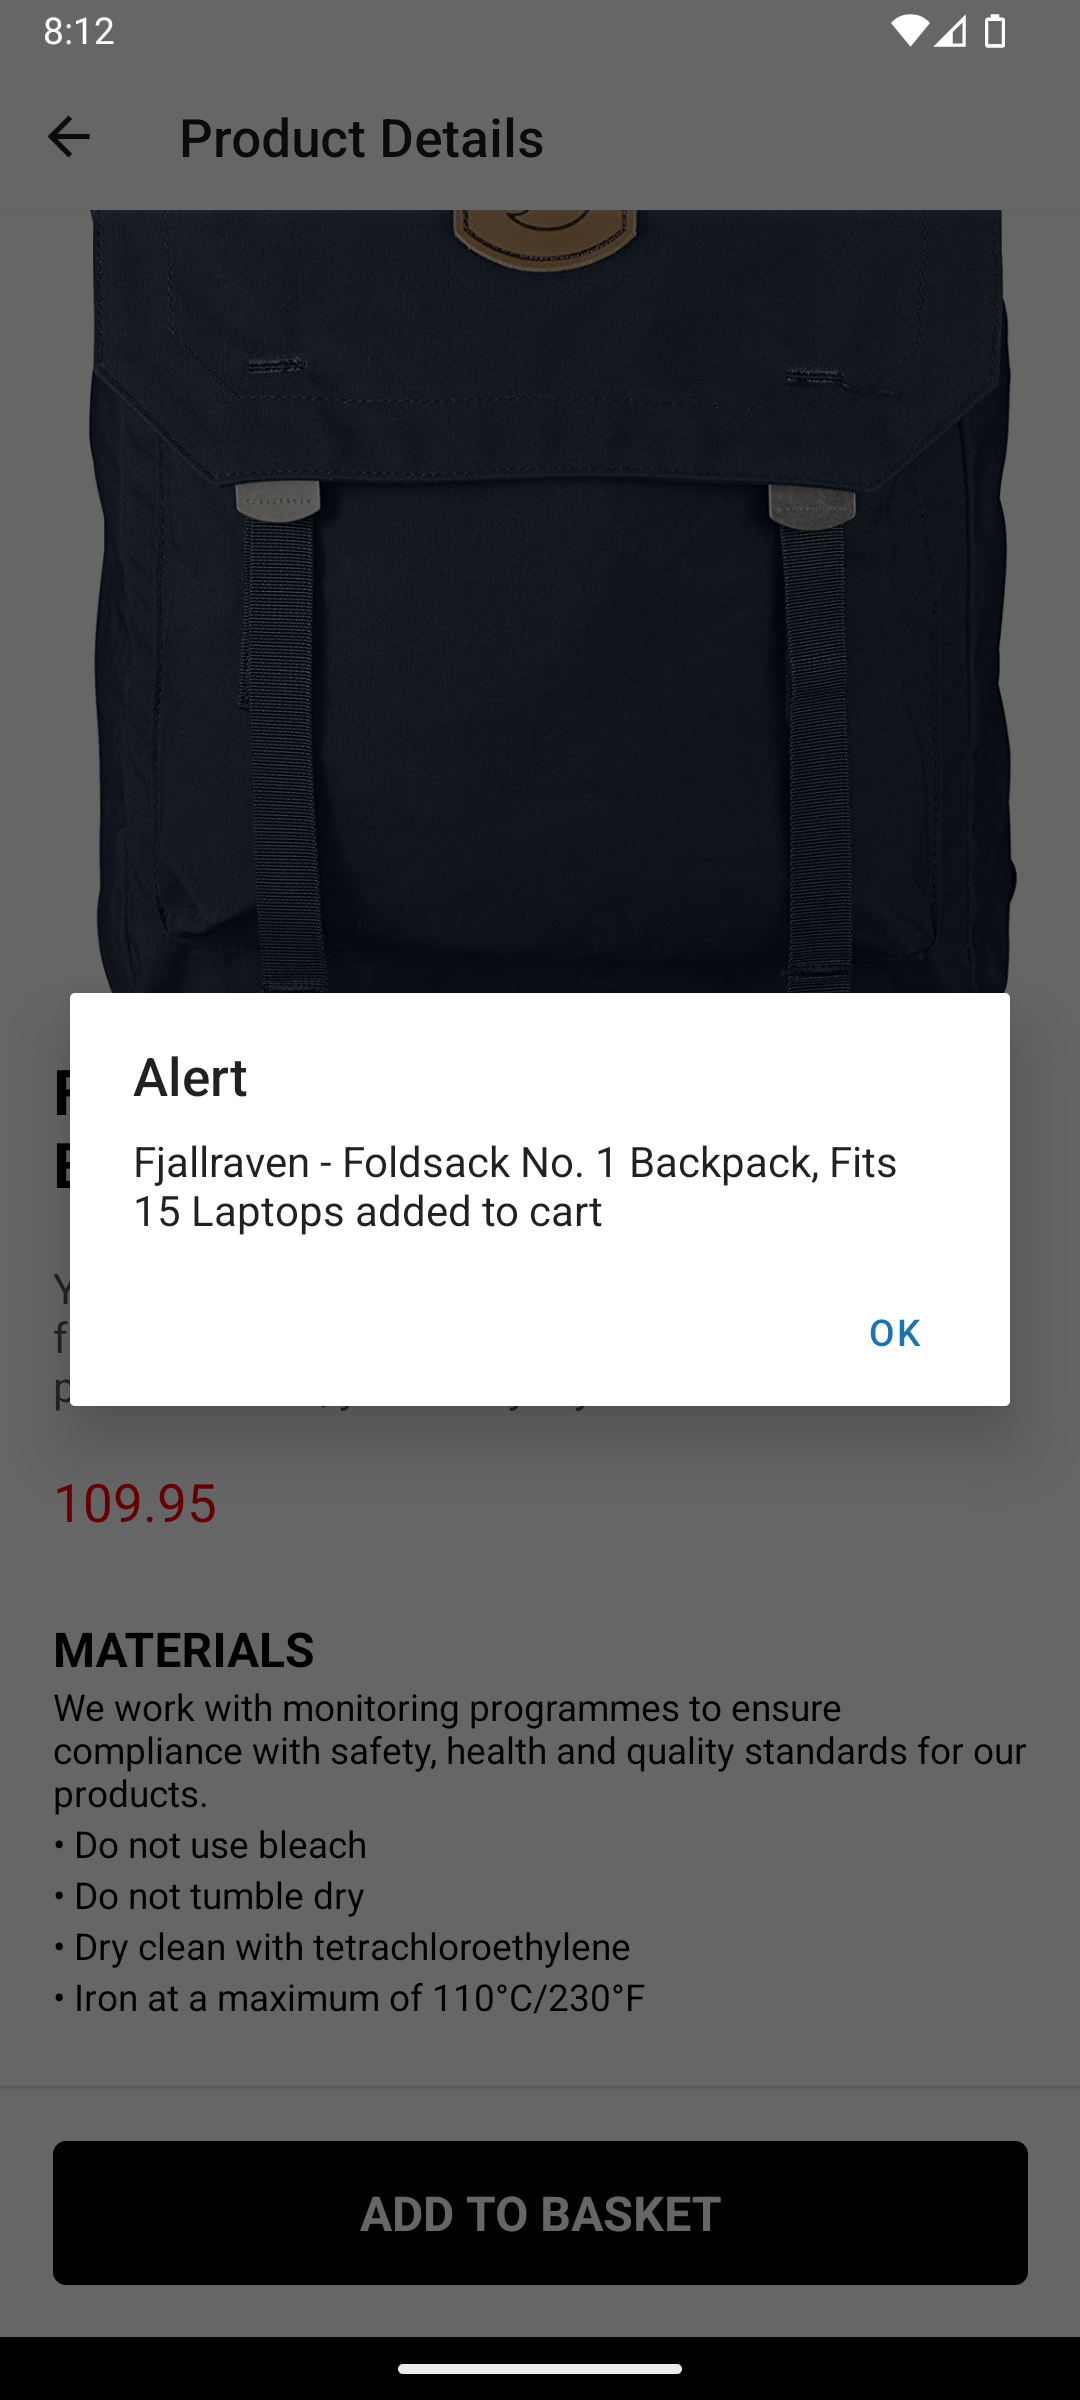 8:12
Product Details
Alert
Fjallraven - Foldsack No. 1 Backpack, Fits
15 Laptops added to cart
OK
109.95
MATERIALS
We work with monitoring programmes to ensure
compliance with safety, health and quality standards for our
products.
• Do not use bleach
• Do not tumble dry
• Dry clean with tetrachloroethylene
• Iron at a maximum of 110°C/230°F
ADD TO BASKET